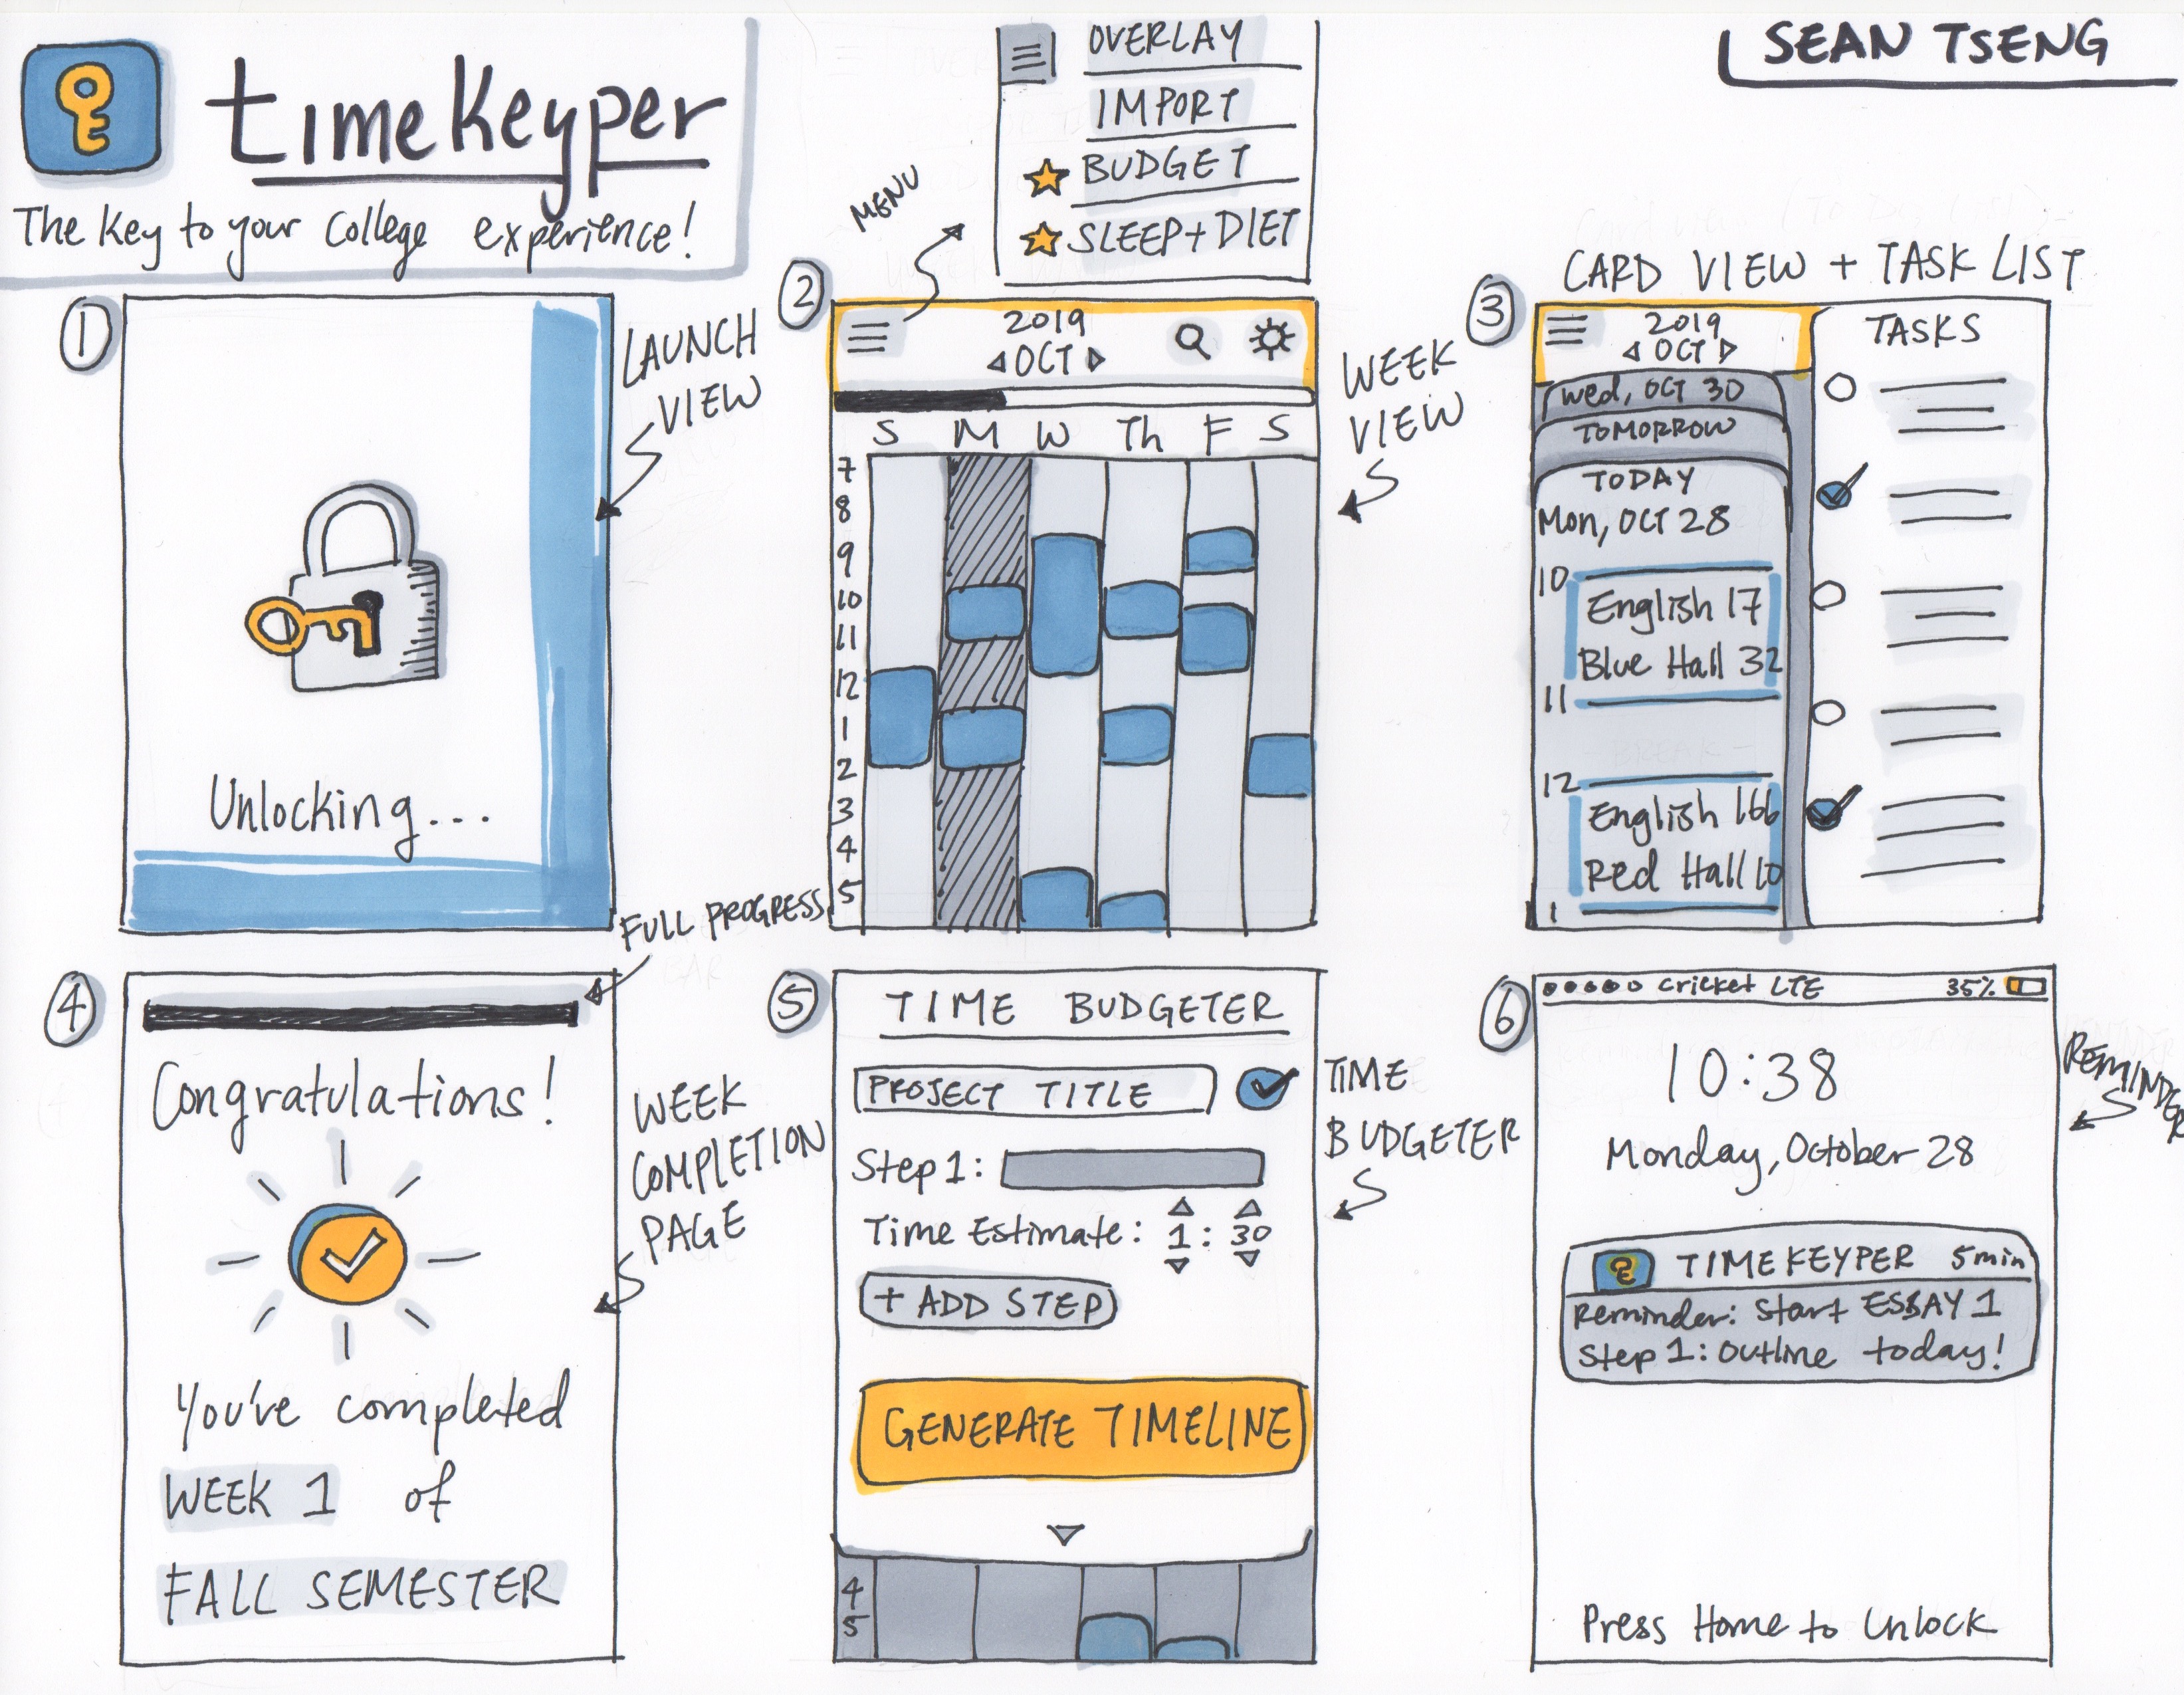 timekeyper
The key to your college experience!
SEAN TSENG
MENU
OVERLAY
IMPORT
BUDGET
SLEEP + DIET
1
LAUNCH
VIEW
Unlocking...
2
2019
OCT
S M W Th F S
7
8
9
10
11
12
1
2
3
4
5
WEEK
VIEW
3
CARD VIEW + TASK LIST
2019
OCT
Wed, OCT 30
TOMORROW
TODAY
Mon, OCT 28
10
English 17
Blue Hall 32
11
12
English 166
Red Hall 10
1
TASKS
4
FULL PROGRESS
Congratulations!
You've completed
WEEK 1 of
FALL SEMESTER
WEEK
COMPLETION
PAGE
5
TIME BUDGETER
PROJECT TITLE
Step 1:
Time Estimate: 1 : 30
+ ADD STEP
GENERATE TIMELINE
4
5
TIME
BUDGETER
6
cricket LTE 35%
10:38
Monday, October 28
TIMEKEYPER 5min
Reminder: Start ESSAY 1
Step 1: Outline today!
Press Home to Unlock
REMINDER